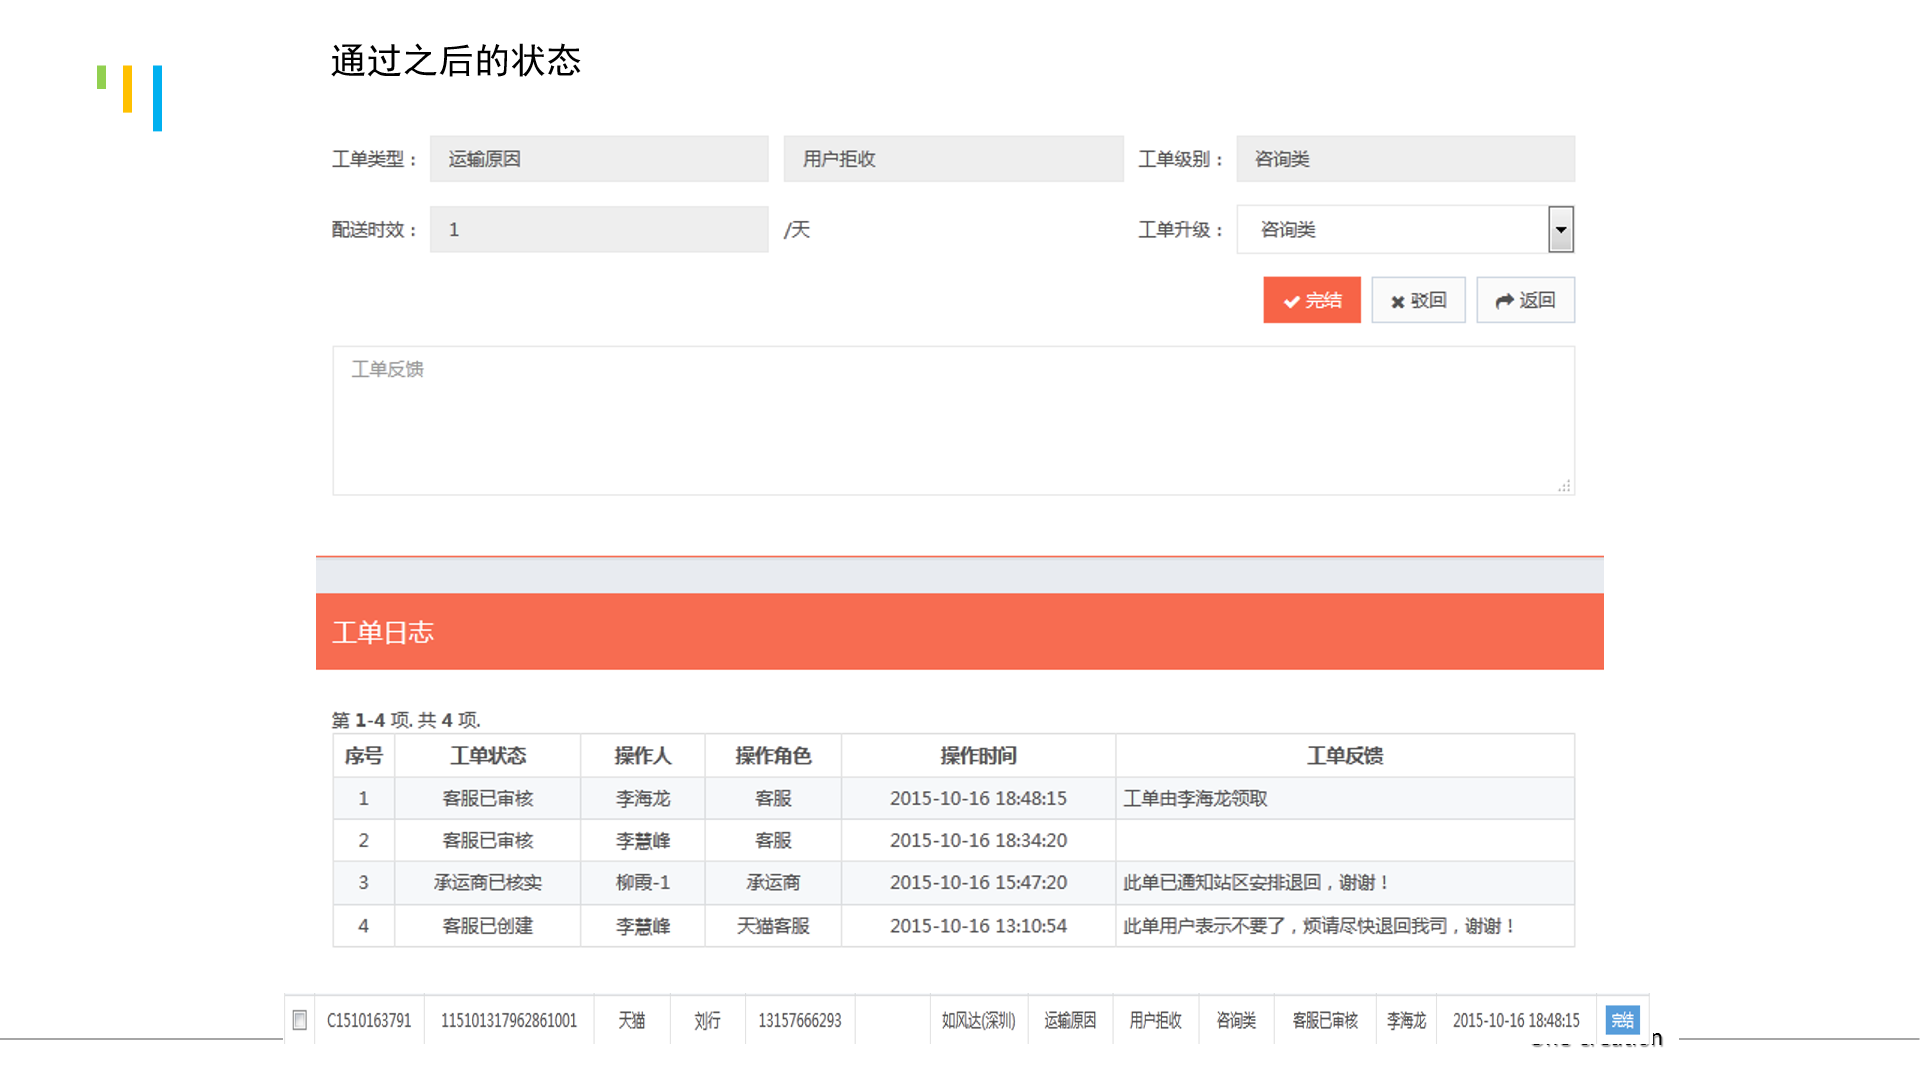 通过之后的状态
工单类型： 运输原因 用户拒收 工单级别： 咨询类
配送时效： 1 /天 工单升级： 咨询类
完结 驳回 返回
工单反馈
工单日志
第 1-4 项. 共 4 项.
序号 工单状态 操作人 操作角色 操作时间 工单反馈
1 客服已审核 李海龙 客服 2015-10-16 18:48:15 工单由李海龙领取
2 客服已审核 李慧峰 客服 2015-10-16 18:34:20
3 承运商已核实 柳霞-1 承运商 2015-10-16 15:47:20 此单已通知站区安排退回，谢谢！
4 客服已创建 李慧峰 天猫客服 2015-10-16 13:10:54 此单用户表示不要了，烦请尽快退回我司，谢谢！
C1510163791 115101317962861001 天猫 刘行 13157666293 如风达(深圳) 运输原因 用户拒收 咨询类 客服已审核 李海龙 2015-10-16 18:48:15 完结